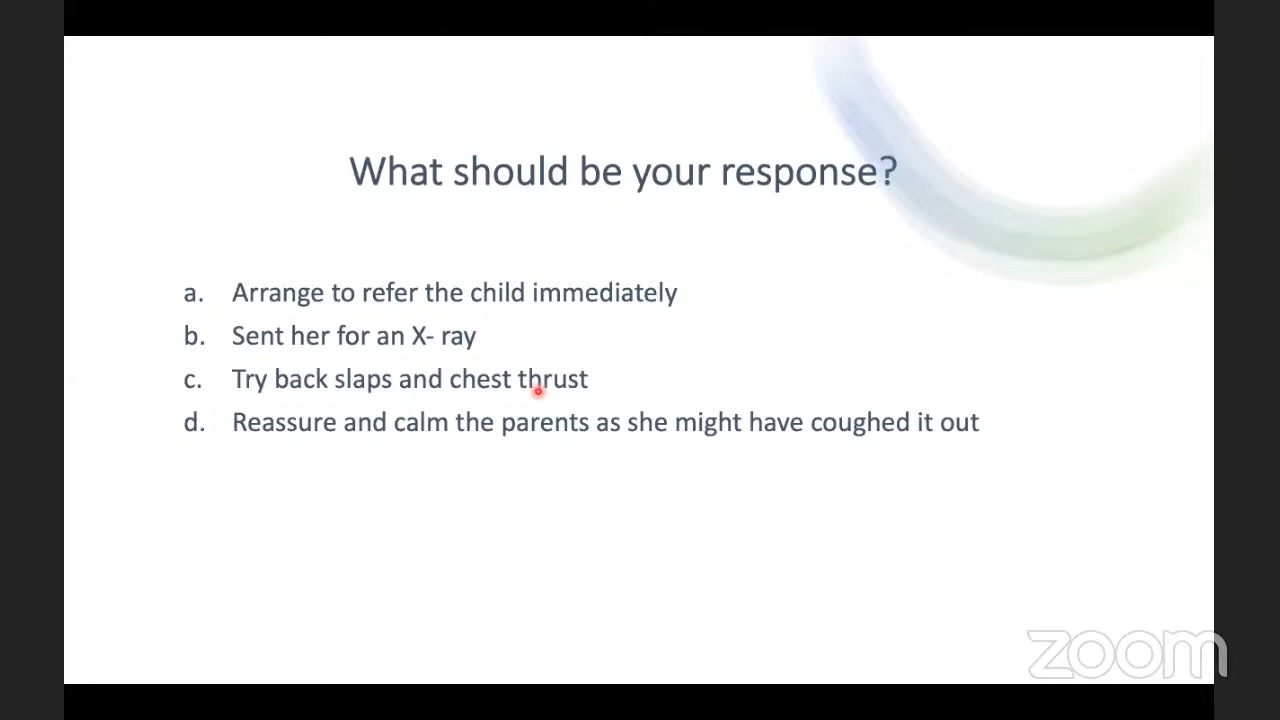 What should be your response?
a. Arrange to refer the child immediately
b. Sent her for an X- ray
c. Try back slaps and chest thrust
d. Reassure and calm the parents as she might have coughed it out
zoom